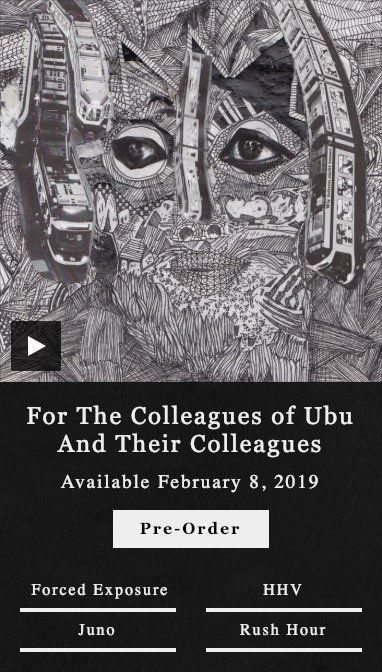 For The Colleagues of Ubu
And Their Colleagues
Available February 8, 2019
Pre-Order
Forced Exposure
HHV
Juno
Rush Hour